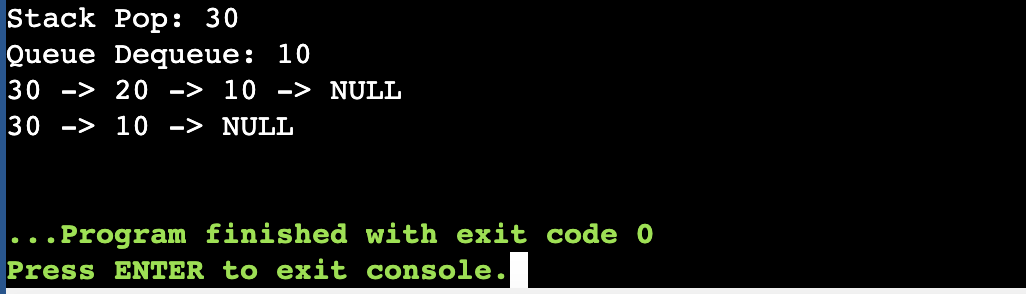 Stack Pop: 30
Queue Dequeue: 10
30 -> 20 -> 10 -> NULL
30 -> 10 -> NULL
...Program finished with exit code 0
Press ENTER to exit console.